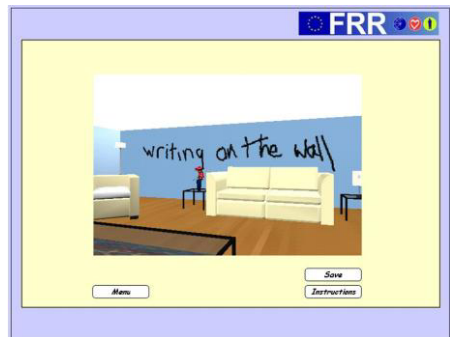 FRR
writing on the wall
Save
Menu
Instructions